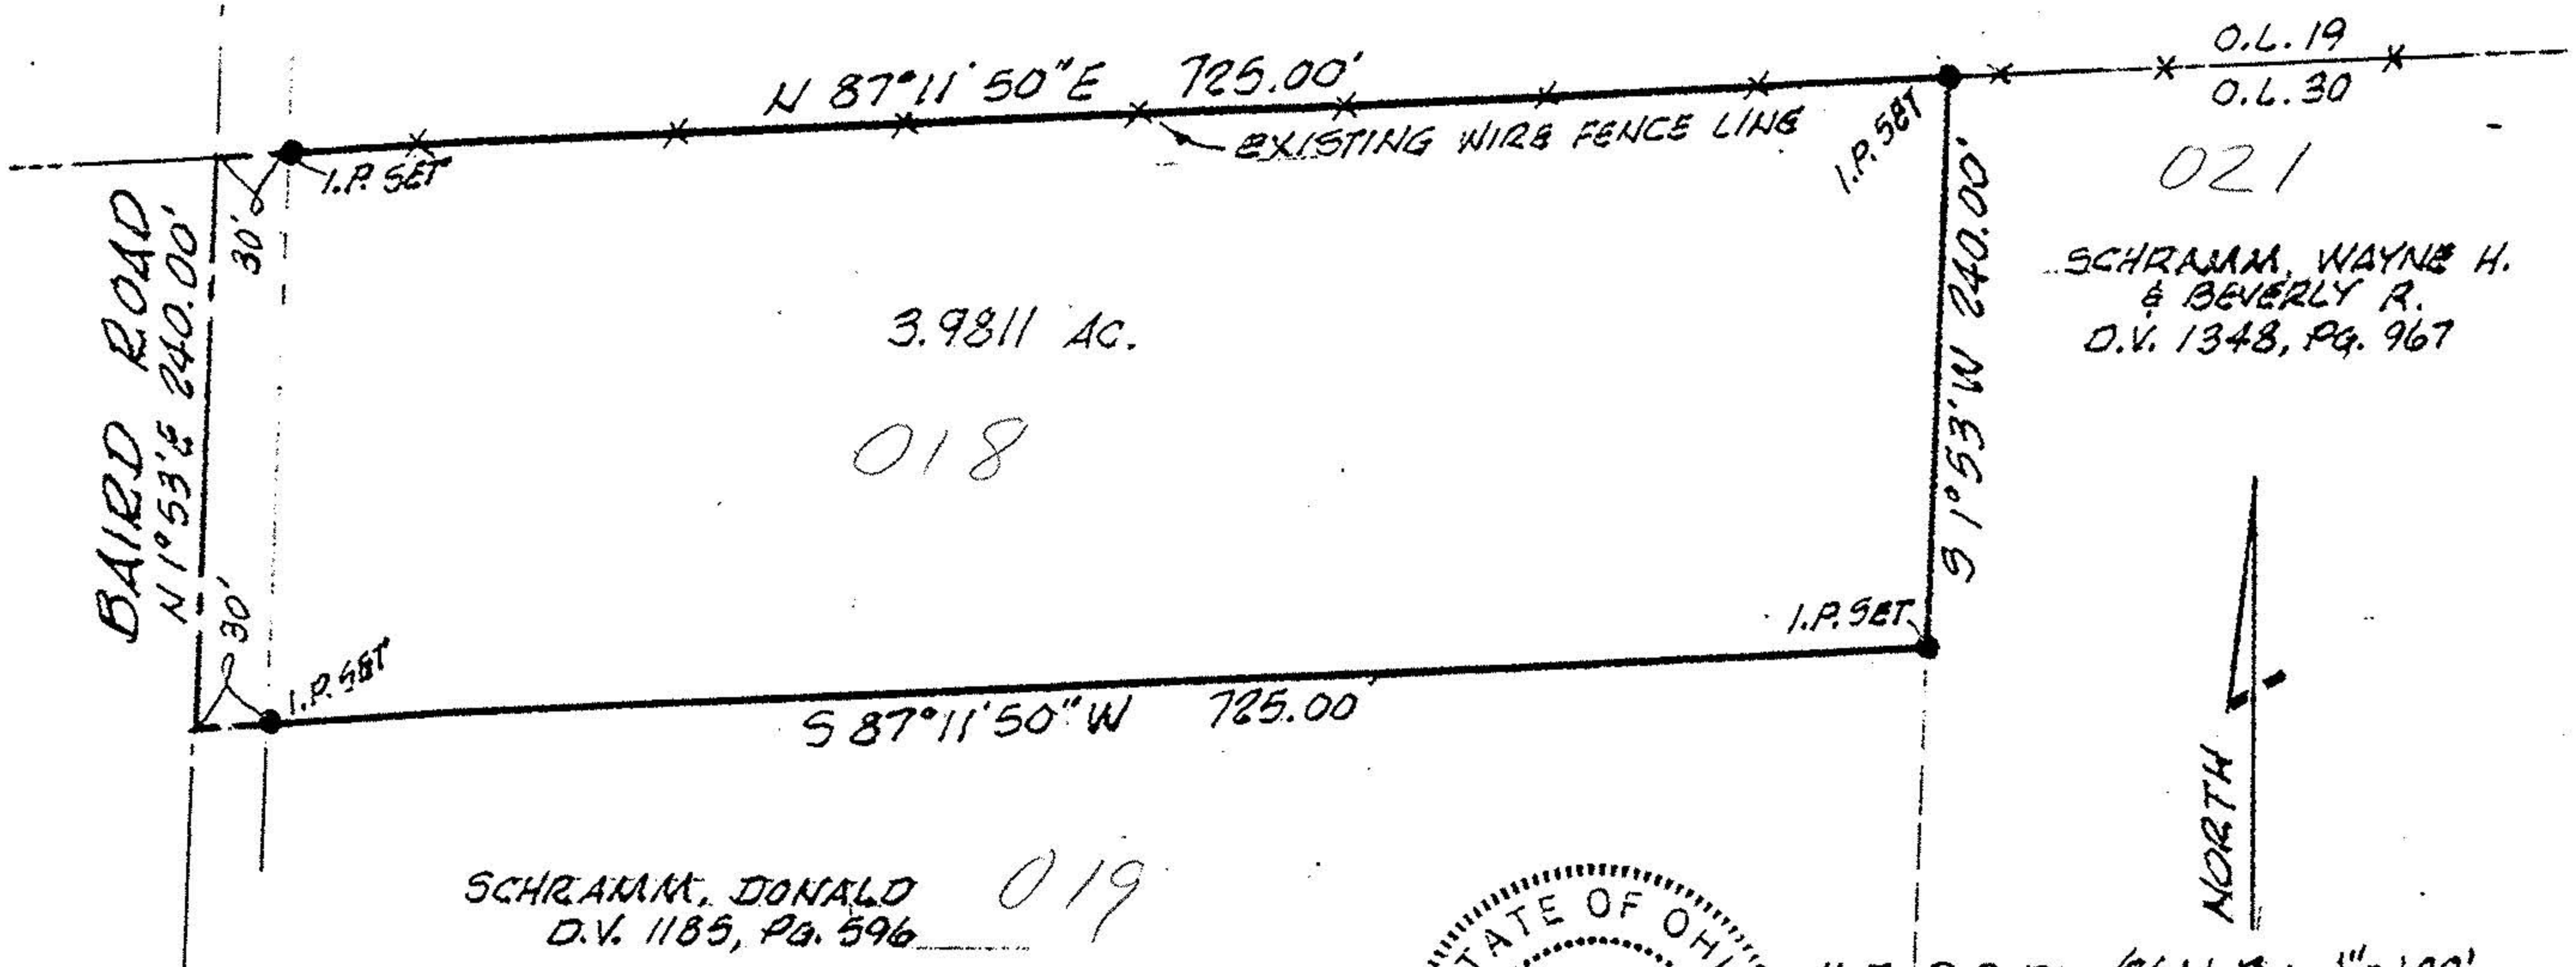 O.L. 19
O.L. 30
N 87°11'50"E 725.00'
EXISTING WIRE FENCE LINE
I.P. SET
I.P. SET
021
30'
BAIRD ROAD
N 1°53'E 240.00'
S 1°53'W 240.00'
SCHRAMM, WAYNE H.
& BEVERLY R.
D.V. 1348, PG. 967
3.9811 AC.
018
30'
I.P. SET
I.P. SET
S 87°11'50"W 725.00'
NORTH
SCHRAMM, DONALD 019
D.V. 1185, PG. 596
STATE OF OHI